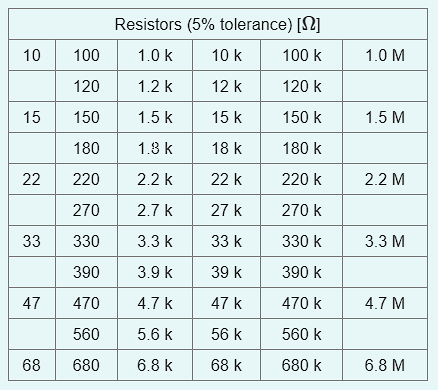 Resistors (5% tolerance) [Ω]
10 100 1.0 k 10 k 100 k 1.0 M
120 1.2 k 12 k 120 k
15 150 1.5 k 15 k 150 k 1.5 M
180 1.8 k 18 k 180 k
22 220 2.2 k 22 k 220 k 2.2 M
270 2.7 k 27 k 270 k
33 330 3.3 k 33 k 330 k 3.3 M
390 3.9 k 39 k 390 k
47 470 4.7 k 47 k 470 k 4.7 M
560 5.6 k 56 k 560 k
68 680 6.8 k 68 k 680 k 6.8 M